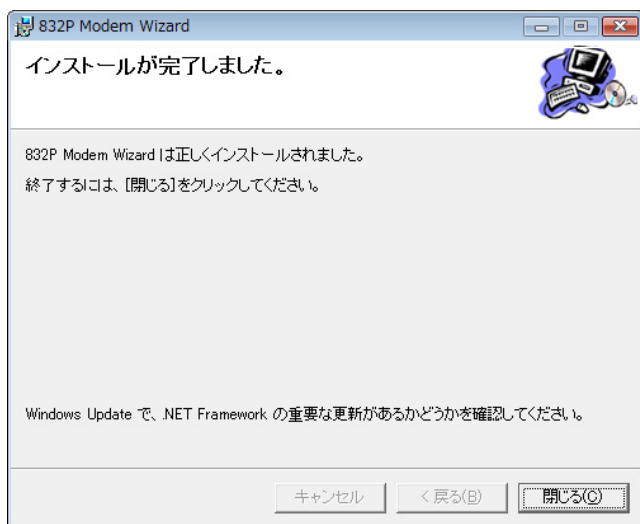 832P Modem Wizard
インストールが完了しました。
832P Modem Wizard は正しくインストールされました。
終了するには、[閉じる]をクリックしてください。
Windows Update で、.NET Framework の重要な更新があるかどうかを確認してください。
キャンセル
< 戻る(B)
閉じる(C)